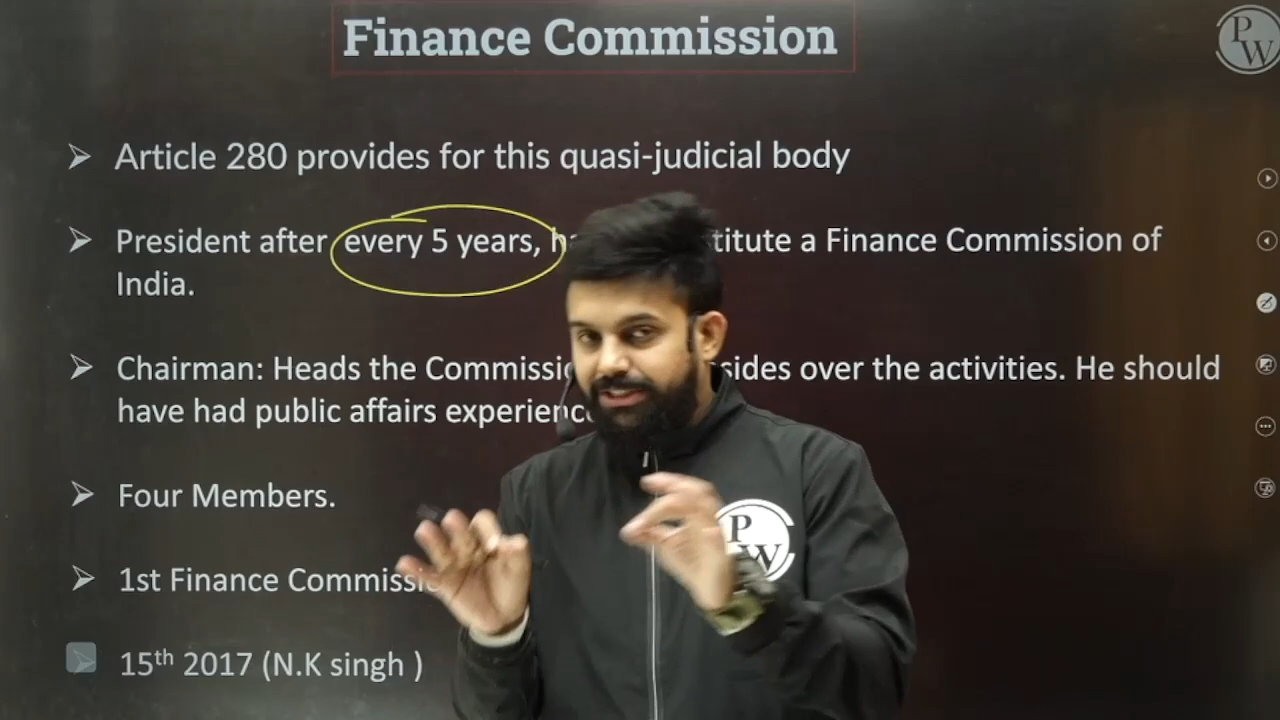 Finance Commission
PW
Article 280 provides for this quasi-judicial body
President after every 5 years, titute a Finance Commission of
India.
Chairman: Heads the Commissi sides over the activities. He should
have had public affairs experienc
Four Members.
PW
1st Finance Commissi
15th 2017 (N.K singh )